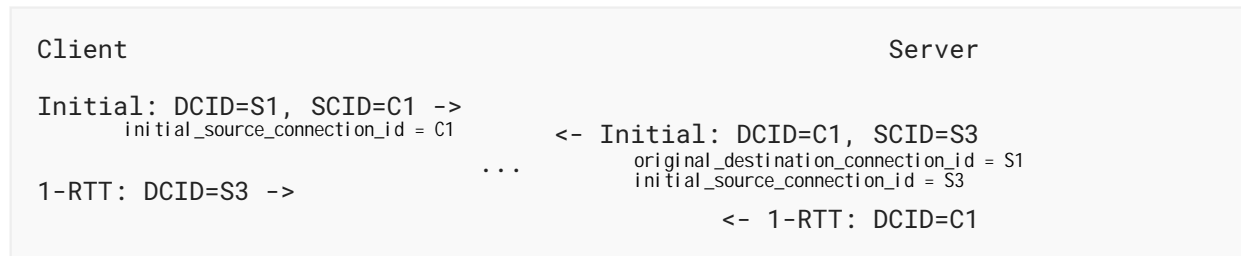 Client Server
Initial: DCID=S1, SCID=C1 ->
initial_source_connection_id = C1
<- Initial: DCID=C1, SCID=S3
original_destination_connection_id = S1
initial_source_connection_id = S3
...
1-RTT: DCID=S3 ->
<- 1-RTT: DCID=C1